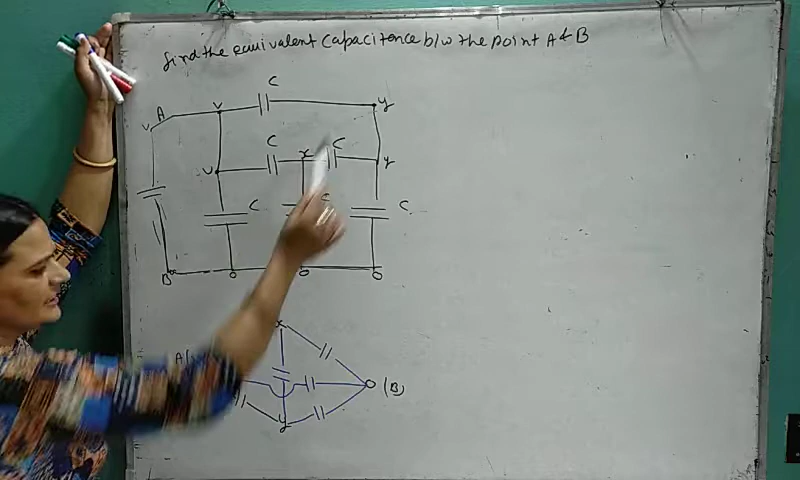 find the equivalent Capacitence b/w the point A & B
C
V A V y
C C
V x y
C C C
B o o o
x
A(
o (B)
y